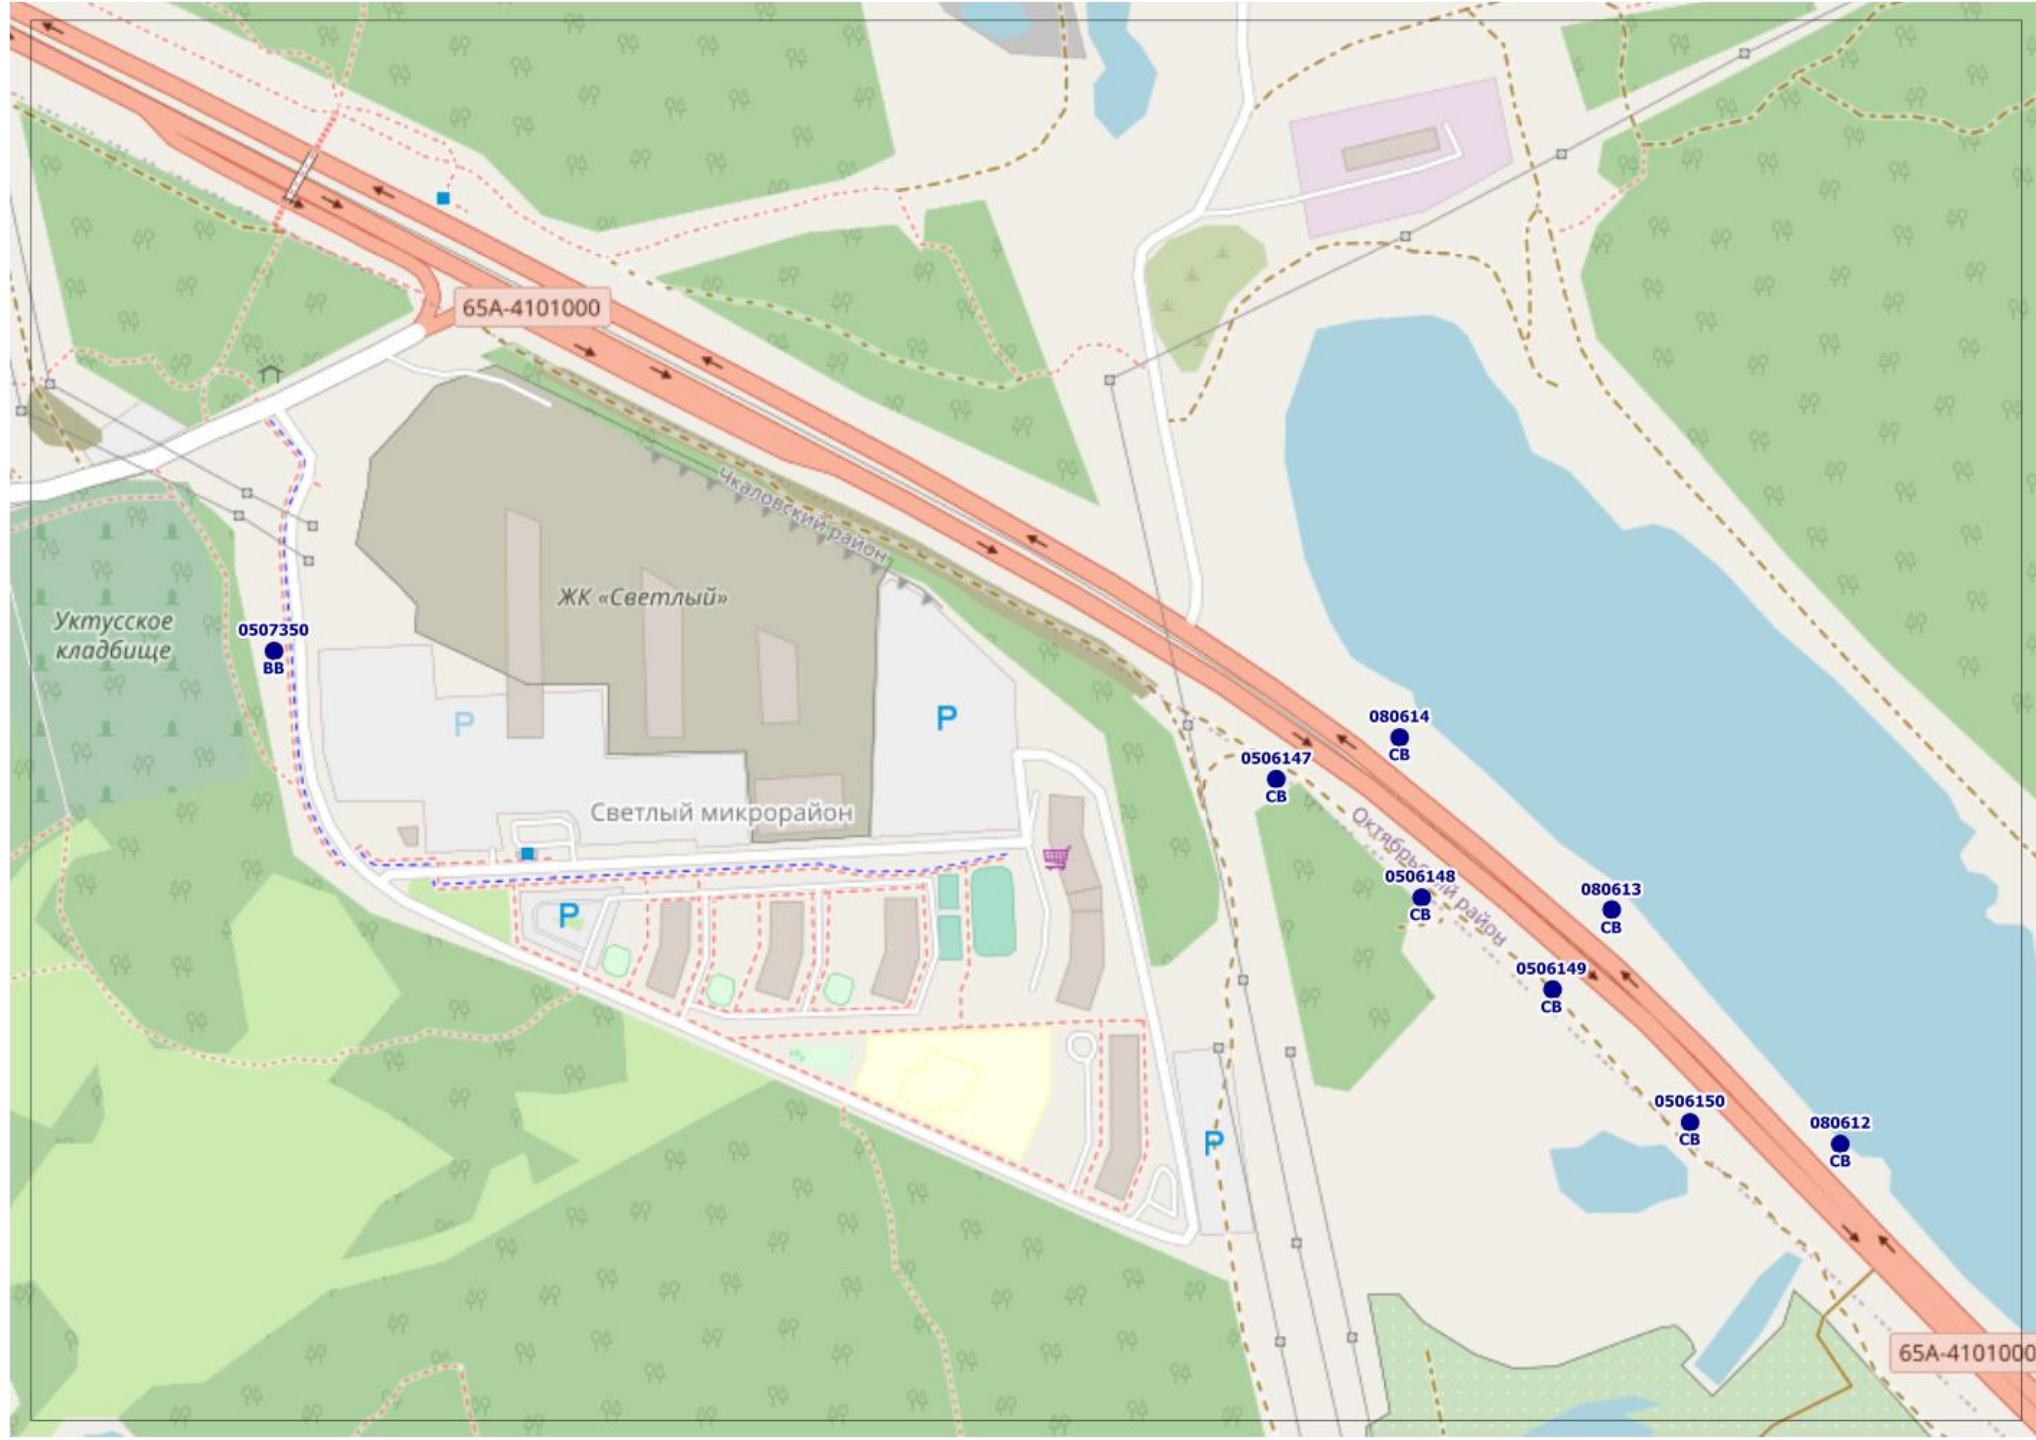 65А-4101000
Чкаловский район
ЖК «Светлый»
Уктусское
кладбище
0507350
ВВ
P
P
080614
СВ
0506147
СВ
Светлый микрорайон
Октябрьский район
0506148
СВ
080613
СВ
P
0506149
СВ
0506150
СВ
080612
СВ
P
65А-4101000